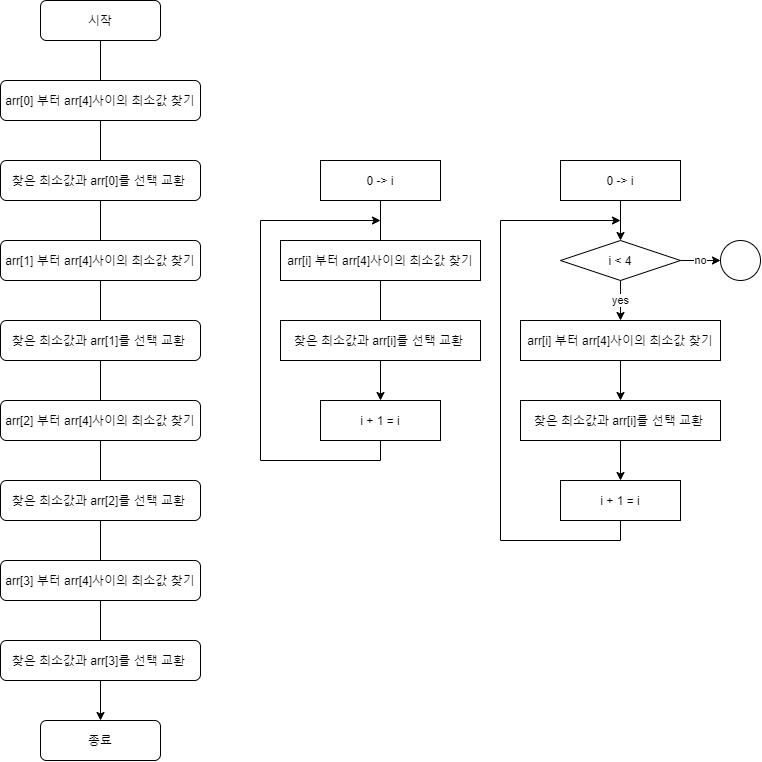 시작
arr[0] 부터 arr[4]사이의 최소값 찾기
찾은 최소값과 arr[0]를 선택 교환
arr[1] 부터 arr[4]사이의 최소값 찾기
찾은 최소값과 arr[1]를 선택 교환
arr[2] 부터 arr[4]사이의 최소값 찾기
찾은 최소값과 arr[2]를 선택 교환
arr[3] 부터 arr[4]사이의 최소값 찾기
찾은 최소값과 arr[3]를 선택 교환
종료
0 -> i
arr[i] 부터 arr[4]사이의 최소값 찾기
찾은 최소값과 arr[i]를 선택 교환
i + 1 = i
0 -> i
i < 4
no
yes
arr[i] 부터 arr[4]사이의 최소값 찾기
찾은 최소값과 arr[i]를 선택 교환
i + 1 = i